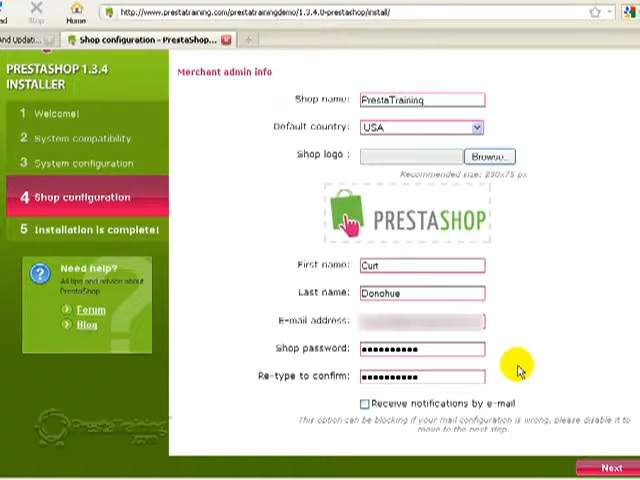 nd
Stop
Home
http://www.prestatraining.com/prestatrainingdemo/1.3.4.0-prestashop/install/
And Updati...
Shop configuration - PrestaShop...
PRESTASHOP 1.3.4
INSTALLER
1 Welcome!
2 System compatibility
3 System configuration
4 Shop configuration
5 Installation is complete!
Need help?
All tips and advice about
PrestaShop
Forum
Blog
PrestaTraining
.com
Merchant admin info
Shop name: PrestaTraining
Default country: USA
Shop logo : Browse...
Recommended size: 230x75 px
PRESTASHOP
First name: Curt
Last name: Donohue
E-mail address:
Shop password: ••••••••••
Re-type to confirm: ••••••••••
Receive notifications by e-mail
This option can be blocking if your mail configuration is wrong, please disable it to
move to the next step.
Next